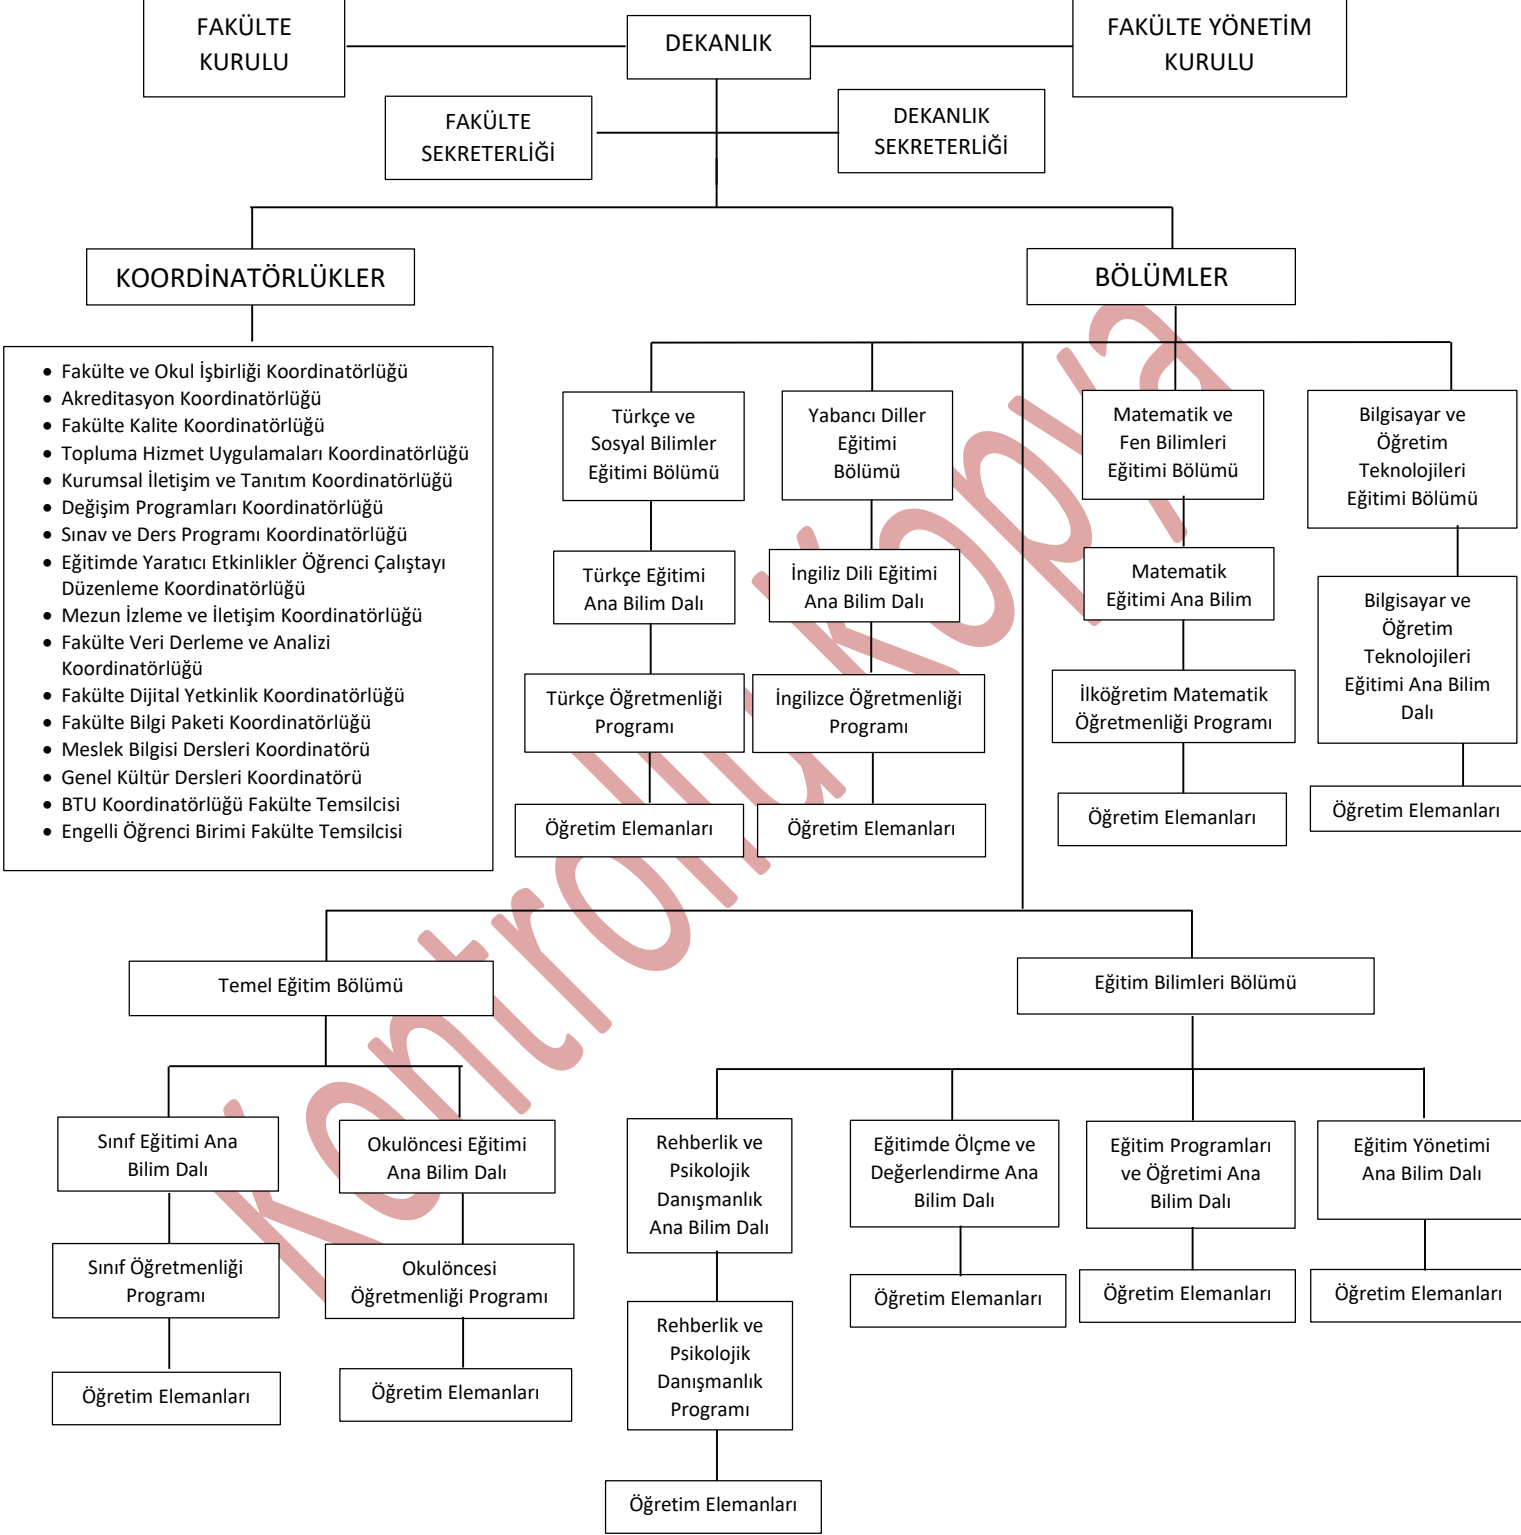 FAKÜLTE
KURULU
DEKANLIK
FAKÜLTE YÖNETİM
KURULU
FAKÜLTE
SEKRETERLİĞİ
DEKANLIK
SEKRETERLİĞİ
KOORDİNATÖRLÜKLER
BÖLÜMLER
• Fakülte ve Okul İşbirliği Koordinatörlüğü
• Akreditasyon Koordinatörlüğü
• Fakülte Kalite Koordinatörlüğü
• Topluma Hizmet Uygulamaları Koordinatörlüğü
• Kurumsal İletişim ve Tanıtım Koordinatörlüğü
• Değişim Programları Koordinatörlüğü
• Sınav ve Ders Programı Koordinatörlüğü
• Eğitimde Yaratıcı Etkinlikler Öğrenci Çalıştayı
Düzenleme Koordinatörlüğü
• Mezun İzleme ve İletişim Koordinatörlüğü
• Fakülte Veri Derleme ve Analizi
Koordinatörlüğü
• Fakülte Dijital Yetkinlik Koordinatörlüğü
• Fakülte Bilgi Paketi Koordinatörlüğü
• Meslek Bilgisi Dersleri Koordinatörü
• Genel Kültür Dersleri Koordinatörü
• BTU Koordinatörlüğü Fakülte Temsilcisi
• Engelli Öğrenci Birimi Fakülte Temsilcisi
Türkçe ve
Sosyal Bilimler
Eğitimi Bölümü
Türkçe Eğitimi
Ana Bilim Dalı
Türkçe Öğretmenliği
Programı
Öğretim Elemanları
Yabancı Diller
Eğitimi
Bölümü
İngiliz Dili Eğitimi
Ana Bilim Dalı
İngilizce Öğretmenliği
Programı
Öğretim Elemanları
Matematik ve
Fen Bilimleri
Eğitimi Bölümü
Matematik
Eğitimi Ana Bilim
İlköğretim Matematik
Öğretmenliği Programı
Öğretim Elemanları
Bilgisayar ve
Öğretim
Teknolojileri
Eğitimi Bölümü
Bilgisayar ve
Öğretim
Teknolojileri
Eğitimi Ana Bilim
Dalı
Öğretim Elemanları
Temel Eğitim Bölümü
Sınıf Eğitimi Ana
Bilim Dalı
Sınıf Öğretmenliği
Programı
Öğretim Elemanları
Okulöncesi Eğitimi
Ana Bilim Dalı
Okulöncesi
Öğretmenliği Programı
Öğretim Elemanları
Eğitim Bilimleri Bölümü
Rehberlik ve
Psikolojik
Danışmanlık
Ana Bilim Dalı
Rehberlik ve
Psikolojik
Danışmanlık
Programı
Öğretim Elemanları
Eğitimde Ölçme ve
Değerlendirme Ana
Bilim Dalı
Öğretim Elemanları
Eğitim Programları
ve Öğretimi Ana
Bilim Dalı
Öğretim Elemanları
Eğitim Yönetimi
Ana Bilim Dalı
Öğretim Elemanları
Kontrollü Kopya